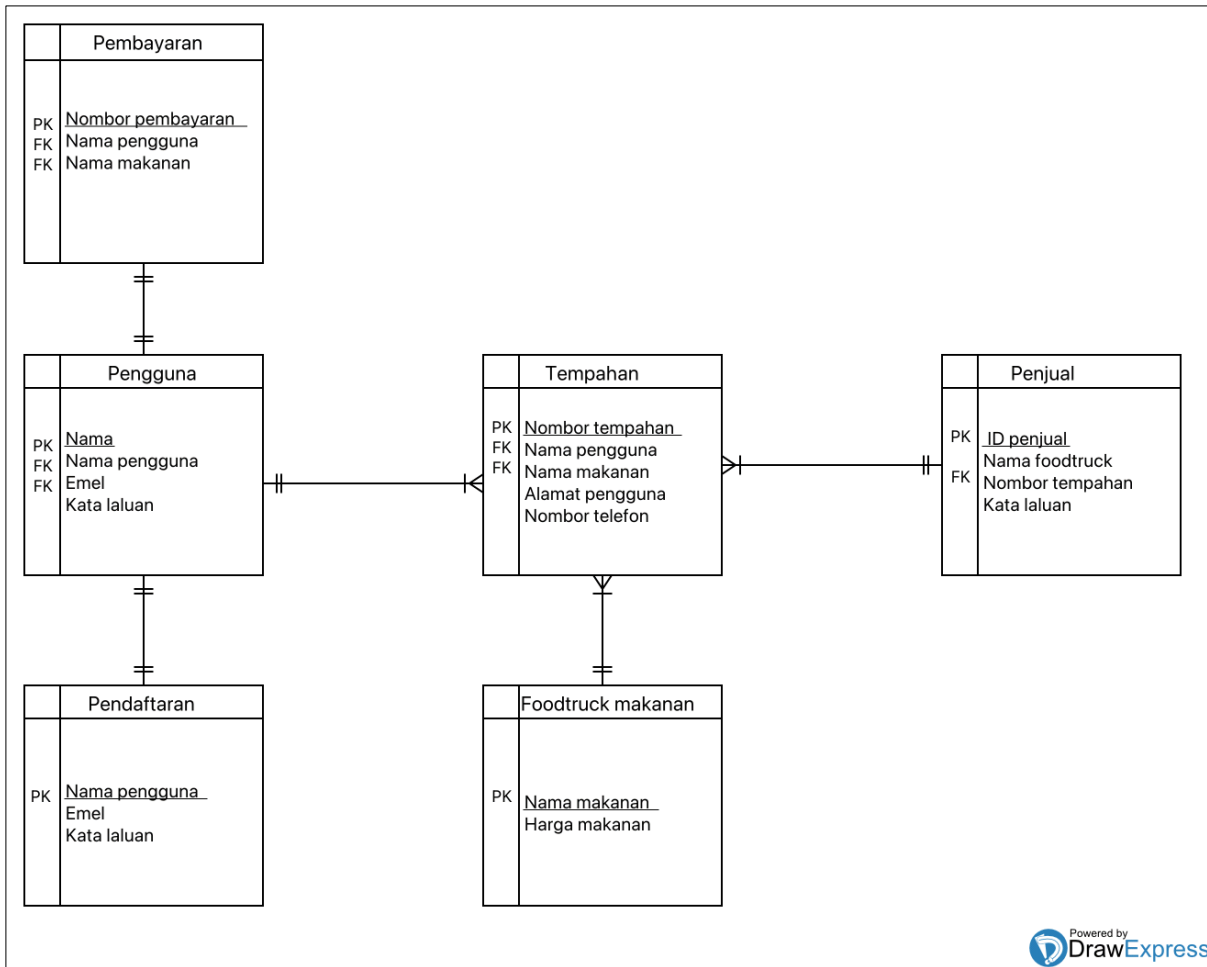 Pembayaran
PK Nombor pembayaran
FK Nama pengguna
FK Nama makanan
Pengguna
PK Nama
FK Nama pengguna
FK Emel
Kata laluan
Tempahan
PK Nombor tempahan
FK Nama pengguna
FK Nama makanan
Alamat pengguna
Nombor telefon
Penjual
PK ID penjual
Nama foodtruck
FK Nombor tempahan
Kata laluan
Pendaftaran
PK Nama pengguna
Emel
Kata laluan
Foodtruck makanan
PK Nama makanan
Harga makanan
Powered by
DrawExpress